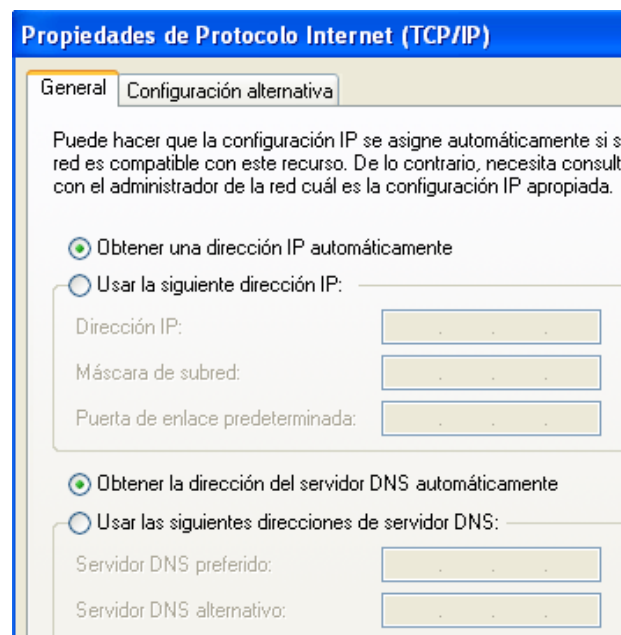 Propiedades de Protocolo Internet (TCP/IP)
General Configuración alternativa
Puede hacer que la configuración IP se asigne automáticamente si s
red es compatible con este recurso. De lo contrario, necesita consult
con el administrador de la red cuál es la configuración IP apropiada.
Obtener una dirección IP automáticamente
Usar la siguiente dirección IP:
Dirección IP:
Máscara de subred:
Puerta de enlace predeterminada:
Obtener la dirección del servidor DNS automáticamente
Usar las siguientes direcciones de servidor DNS:
Servidor DNS preferido:
Servidor DNS alternativo: